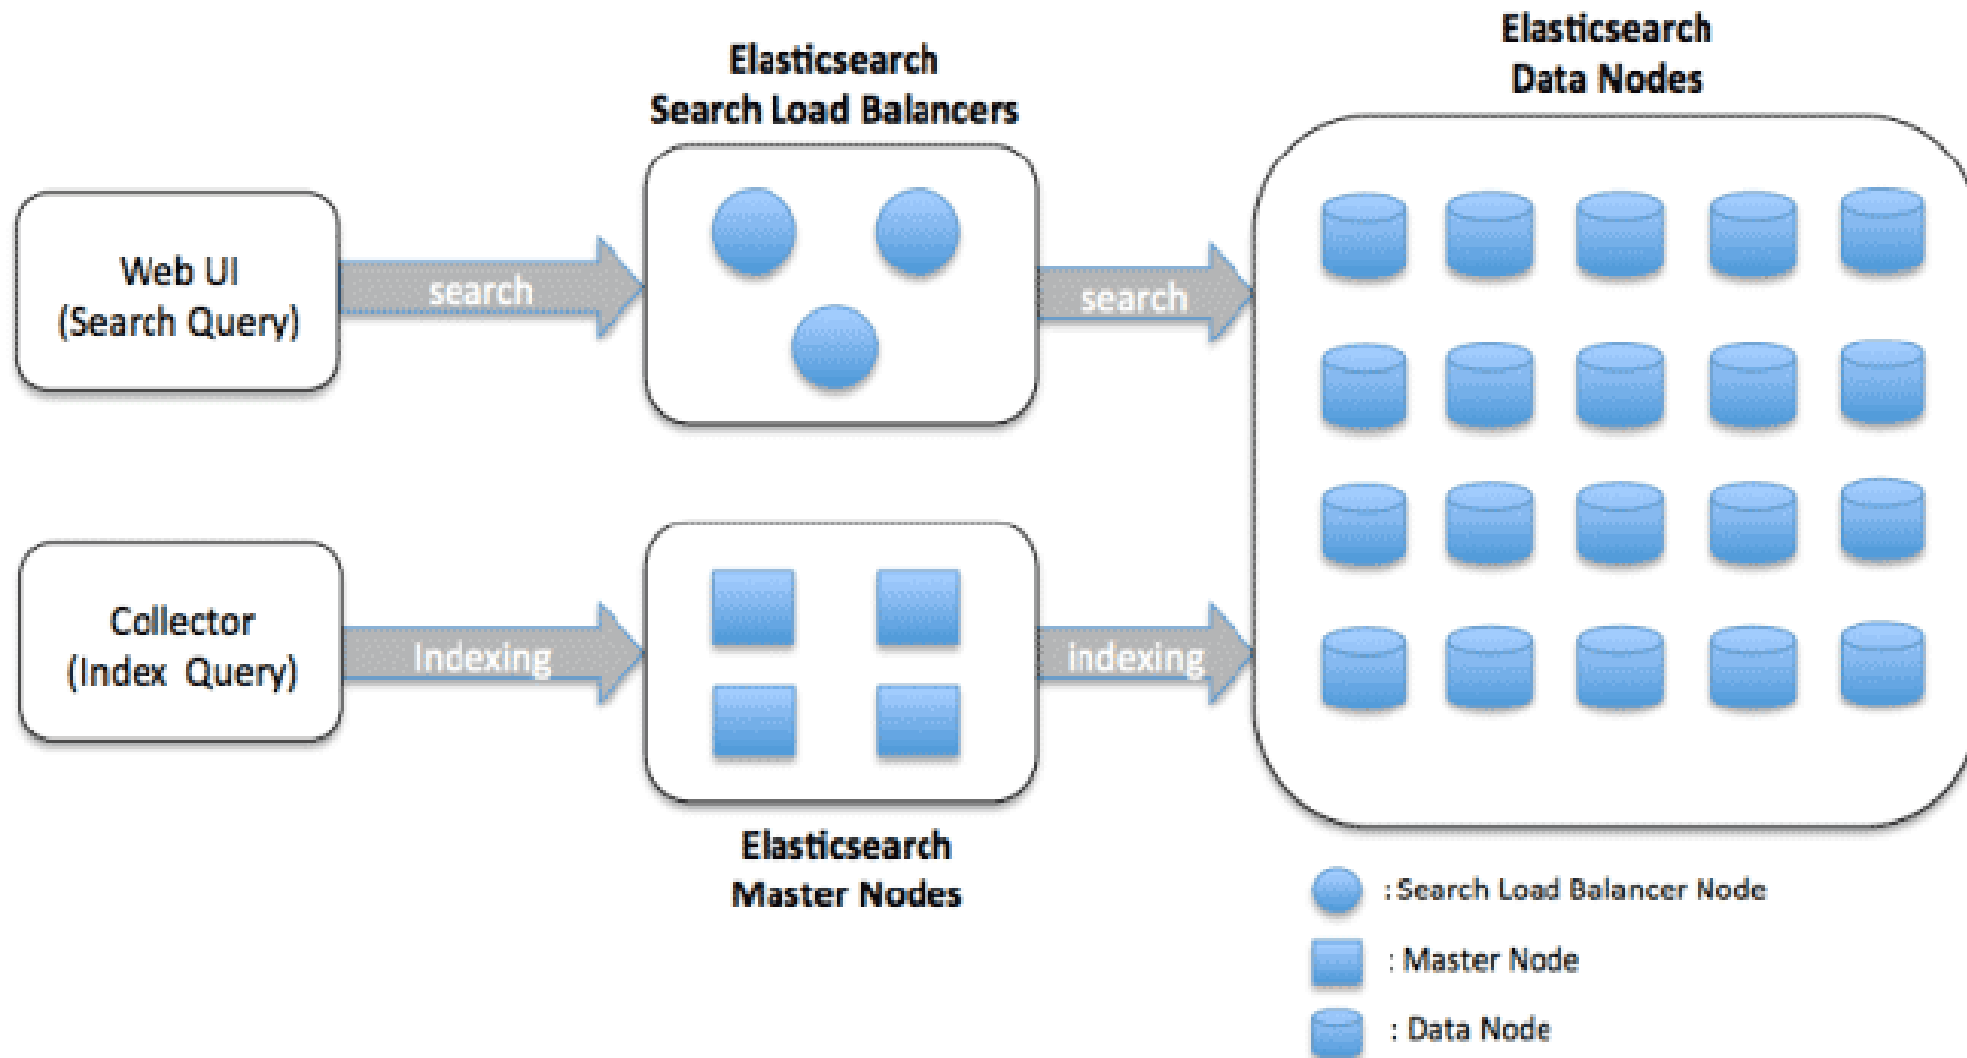 Elasticsearch
Search Load Balancers
Elasticsearch
Data Nodes
Web UI
(Search Query)
search
search
Collector
(Index Query)
Indexing
indexing
Elasticsearch
Master Nodes
: Search Load Balancer Node
: Master Node
: Data Node